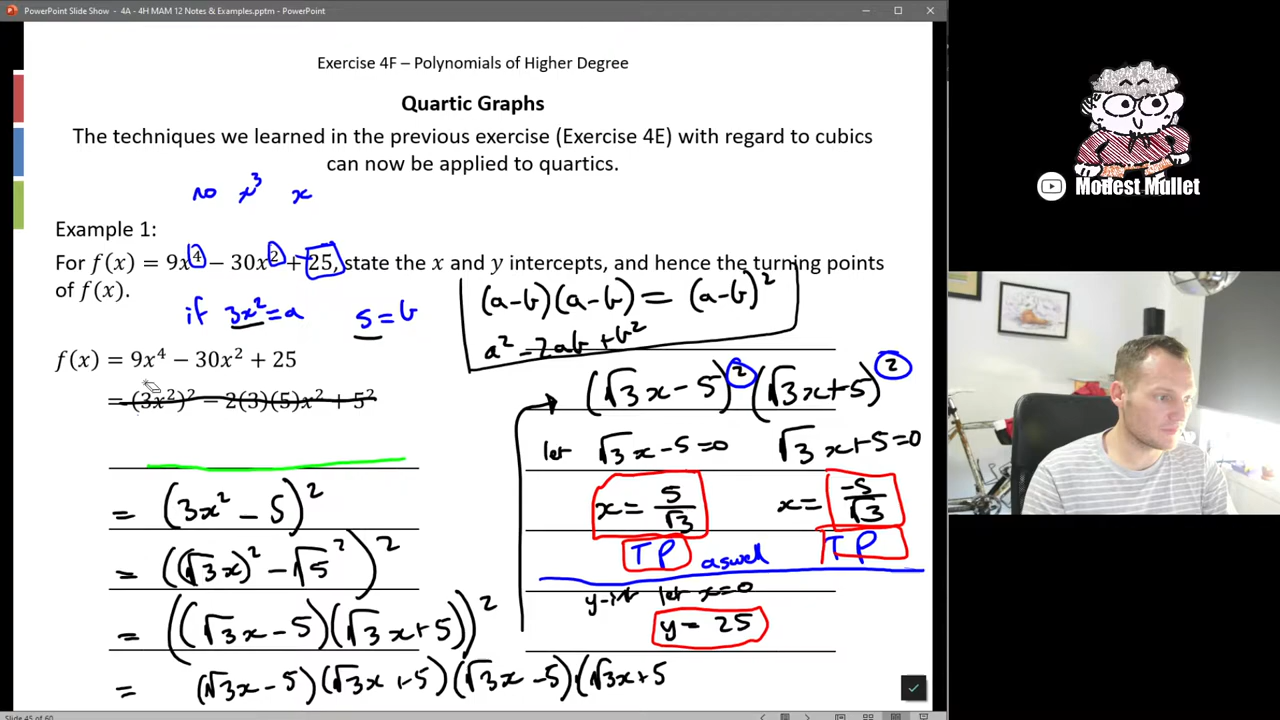 PowerPoint Slide Show - 4A - 4H MAM 12 Notes & Examples.pptm - PowerPoint
Exercise 4F – Polynomials of Higher Degree
Quartic Graphs
The techniques we learned in the previous exercise (Exercise 4E) with regard to cubics
can now be applied to quartics.
no x³ x
Example 1:
For f(x) = 9x⁴ − 30x² + 25, state the x and y intercepts, and hence the turning points
of f(x).
if 3x² = a 5 = b
(a-b)(a-b) = (a-b)²
a² - 2ab + b²
f(x) = 9x⁴ − 30x² + 25
= (3x²)² − 2(3)(5)x² + 5²
= (3x² - 5)²
= ((√3x)² - √5²)²
= ((√3x - 5)(√3x + 5))²
= (√3x - 5)(√3x + 5)(√3x - 5)(√3x + 5
(√3x - 5)²(√3x + 5)²
let √3x - 5 = 0 √3x + 5 = 0
x = 5/√3 x = -5/√3
TP aswell TP
y-int let x = 0
y = 25
Modest Mullet
Slide 45 of 60